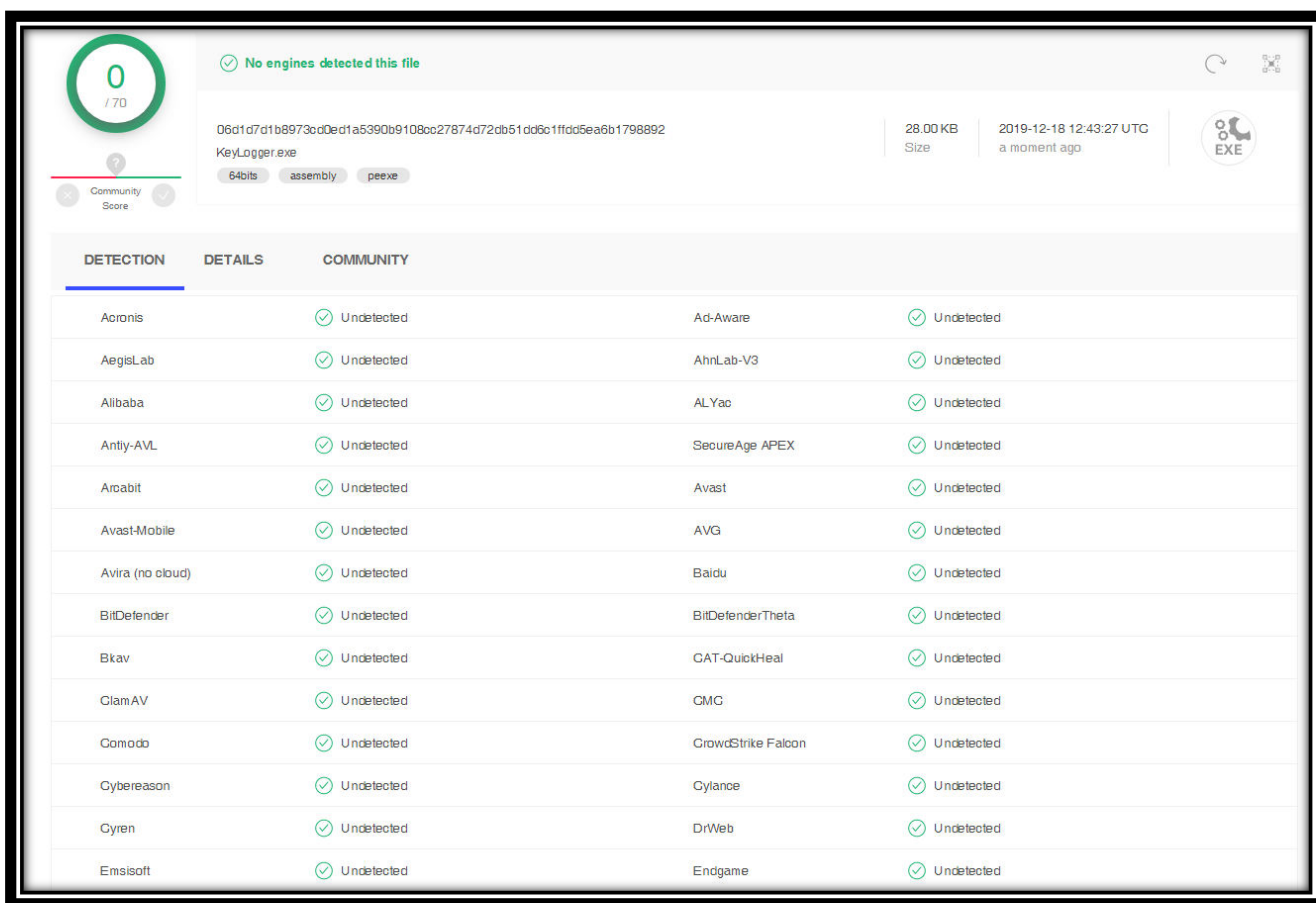 0
/ 70
?
Community
Score
No engines detected this file
06d1d7d1b8973cd0ed1a5390b9108cc27874d72db51dd6c1ffdd5ea6b1798892
KeyLogger.exe
64bits assembly peexe
28.00 KB
Size
2019-12-18 12:43:27 UTC
a moment ago
EXE
DETECTION DETAILS COMMUNITY
Acronis Undetected Ad-Aware Undetected
AegisLab Undetected AhnLab-V3 Undetected
Alibaba Undetected ALYac Undetected
Antiy-AVL Undetected SecureAge APEX Undetected
Arcabit Undetected Avast Undetected
Avast-Mobile Undetected AVG Undetected
Avira (no cloud) Undetected Baidu Undetected
BitDefender Undetected BitDefenderTheta Undetected
Bkav Undetected CAT-QuickHeal Undetected
ClamAV Undetected CMC Undetected
Comodo Undetected CrowdStrike Falcon Undetected
Cybereason Undetected Cylance Undetected
Cyren Undetected DrWeb Undetected
Emsisoft Undetected Endgame Undetected